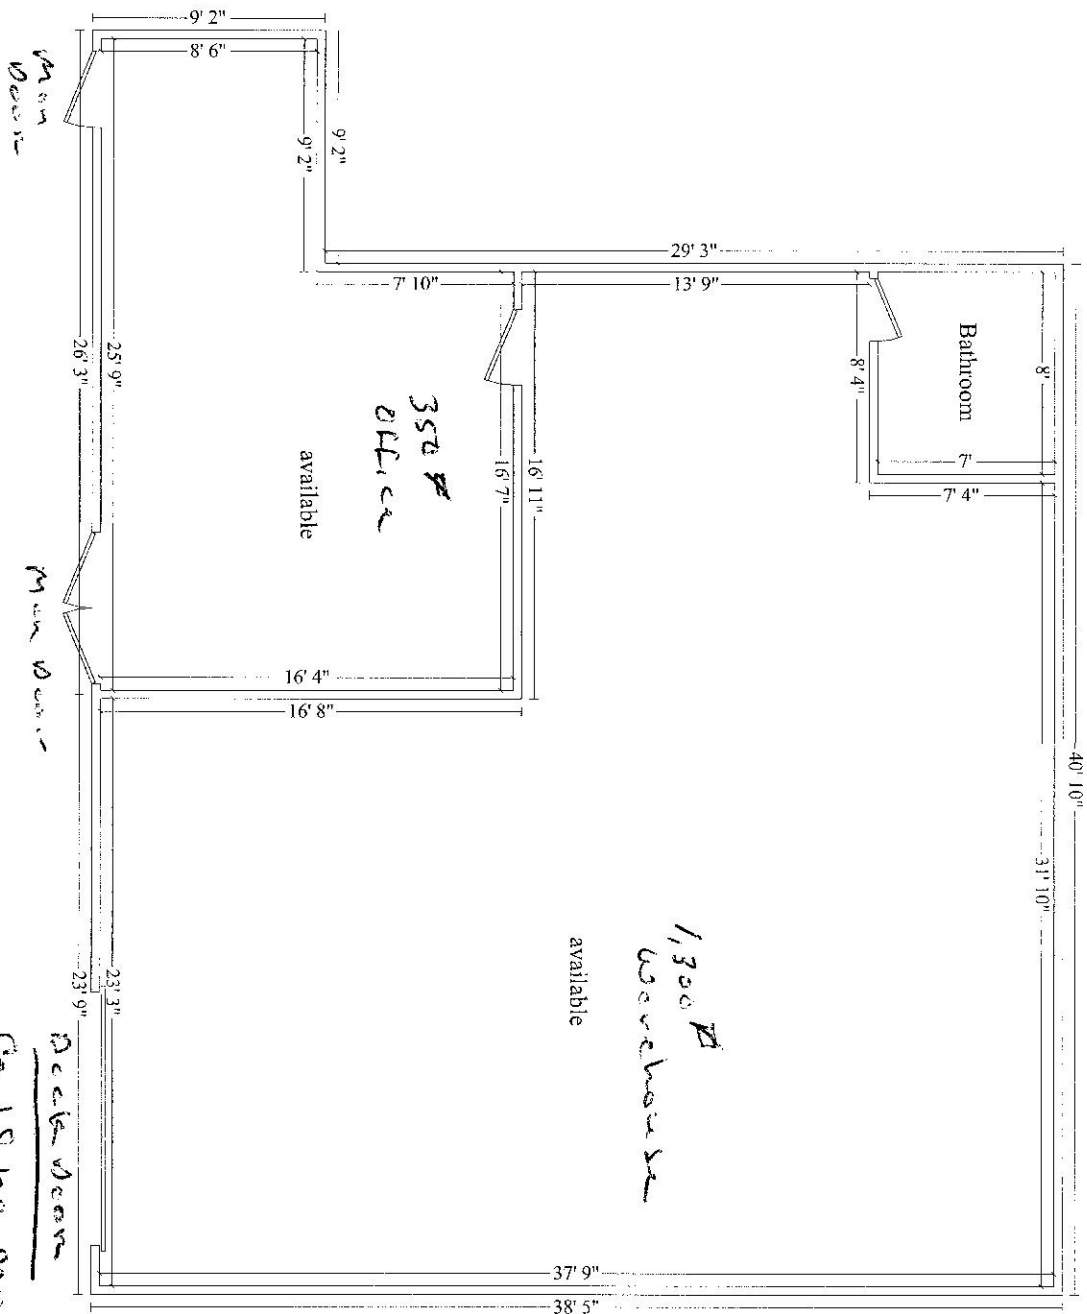 9' 2"
8' 6"
Man
Door
9' 2"
9' 2"
29' 3"
7' 10"
13' 9"
Bathroom
8'
8' 4"
7'
7' 4"
25' 9"
26' 3"
350
Office
available
16' 11"
16' 7"
Man Door
16' 4"
16' 8"
40' 10"
31' 10"
1,300
Warehouse
available
23' 3"
23' 9"
Dock Door
37' 9"
38' 5"